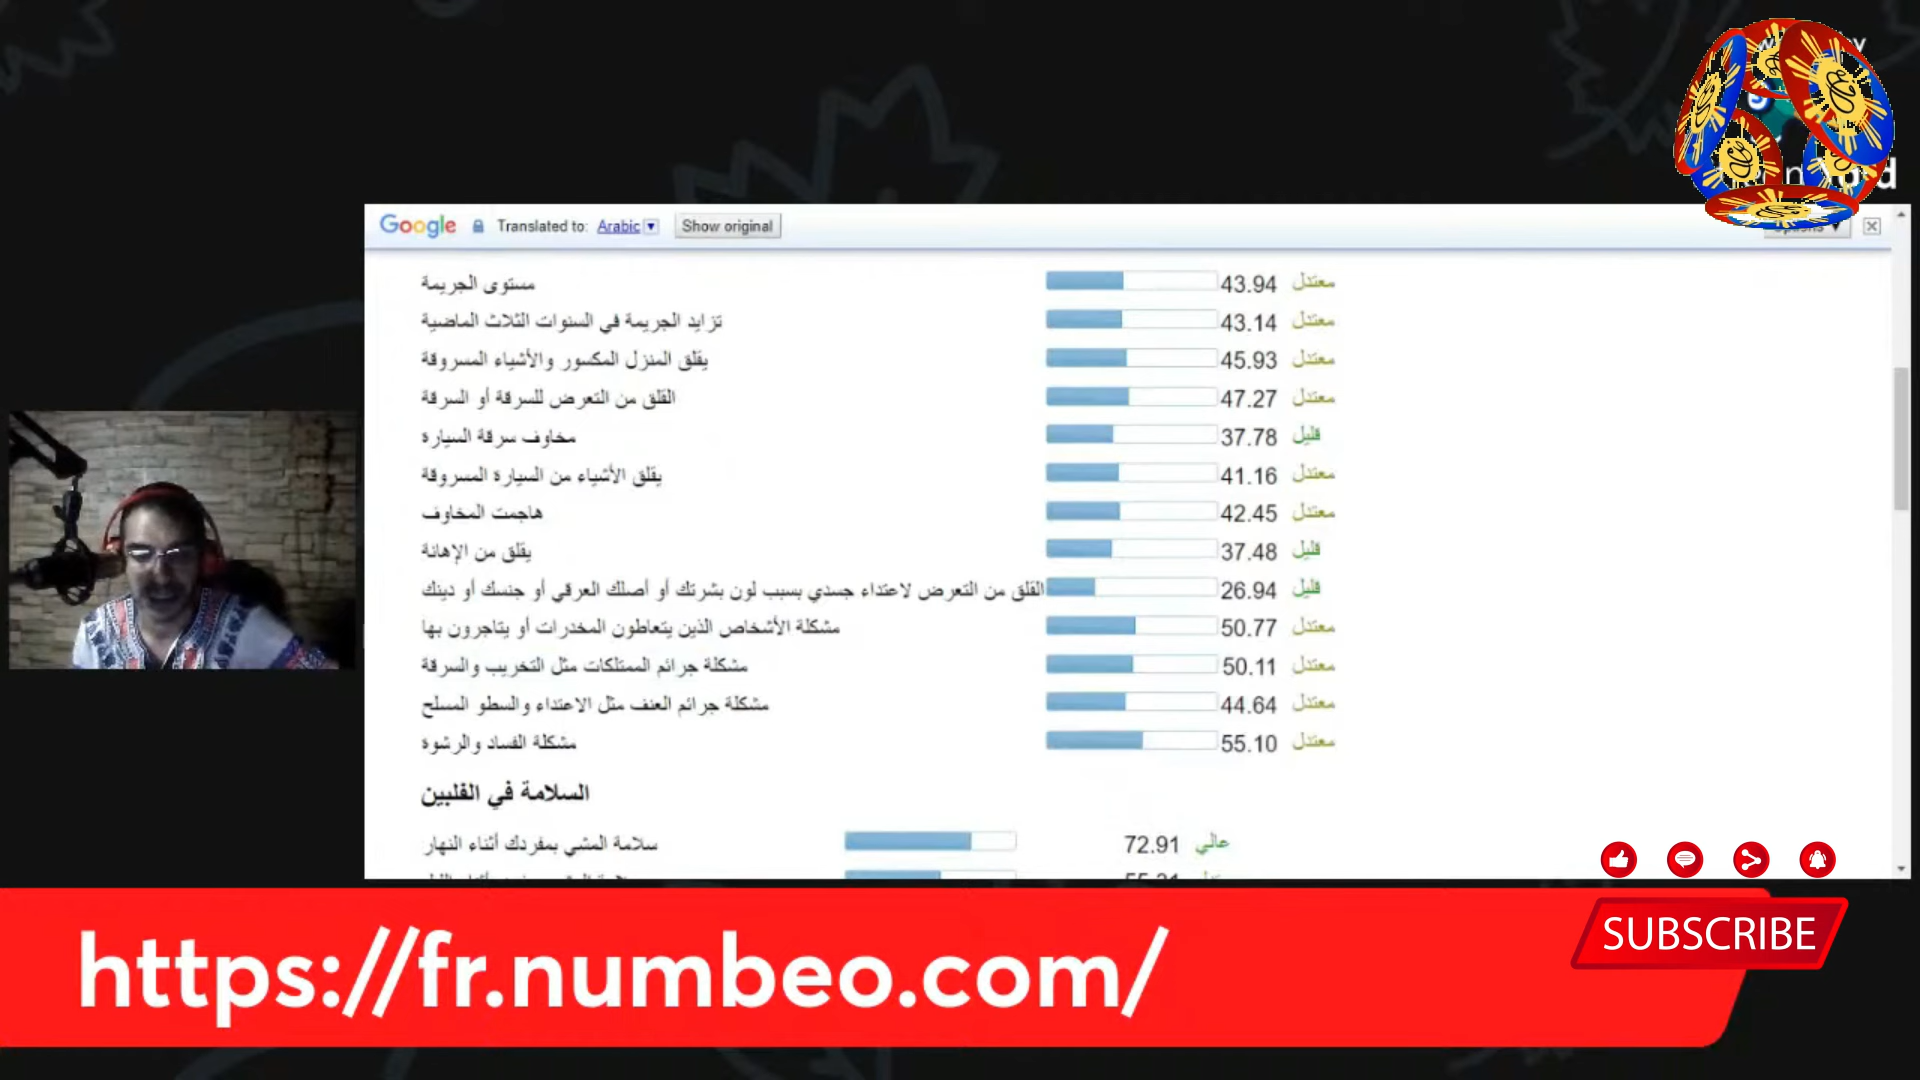 Google Translated to: Arabic Show original
مستوى الجريمة 43.94 معتدل
تزايد الجريمة في السنوات الثلاث الماضية 43.14 معتدل
يقلق المنزل المكسور والأشياء المسروقة 45.93 معتدل
القلق من التعرض للسرقة أو السرقة 47.27 معتدل
مخاوف سرقة السيارة 37.78 قليل
يقلق الأشياء من السيارة المسروقة 41.16 معتدل
هاجمت المخاوف 42.45 معتدل
يقلق من الإهانة 37.48 قليل
القلق من التعرض لاعتداء جسدي بسبب لون بشرتك أو أصلك العرقي أو جنسك أو دينك 26.94 قليل
مشكلة الأشخاص الذين يتعاطون المخدرات أو يتاجرون بها 50.77 معتدل
مشكلة جرائم الممتلكات مثل التخريب والسرقة 50.11 معتدل
مشكلة جرائم العنف مثل الاعتداء والسطو المسلح 44.64 معتدل
مشكلة الفساد والرشوة 55.10 معتدل
السلامة في الفلبين
سلامة المشي بمفردك أثناء النهار 72.91 عالي
SUBSCRIBE
https://fr.numbeo.com/